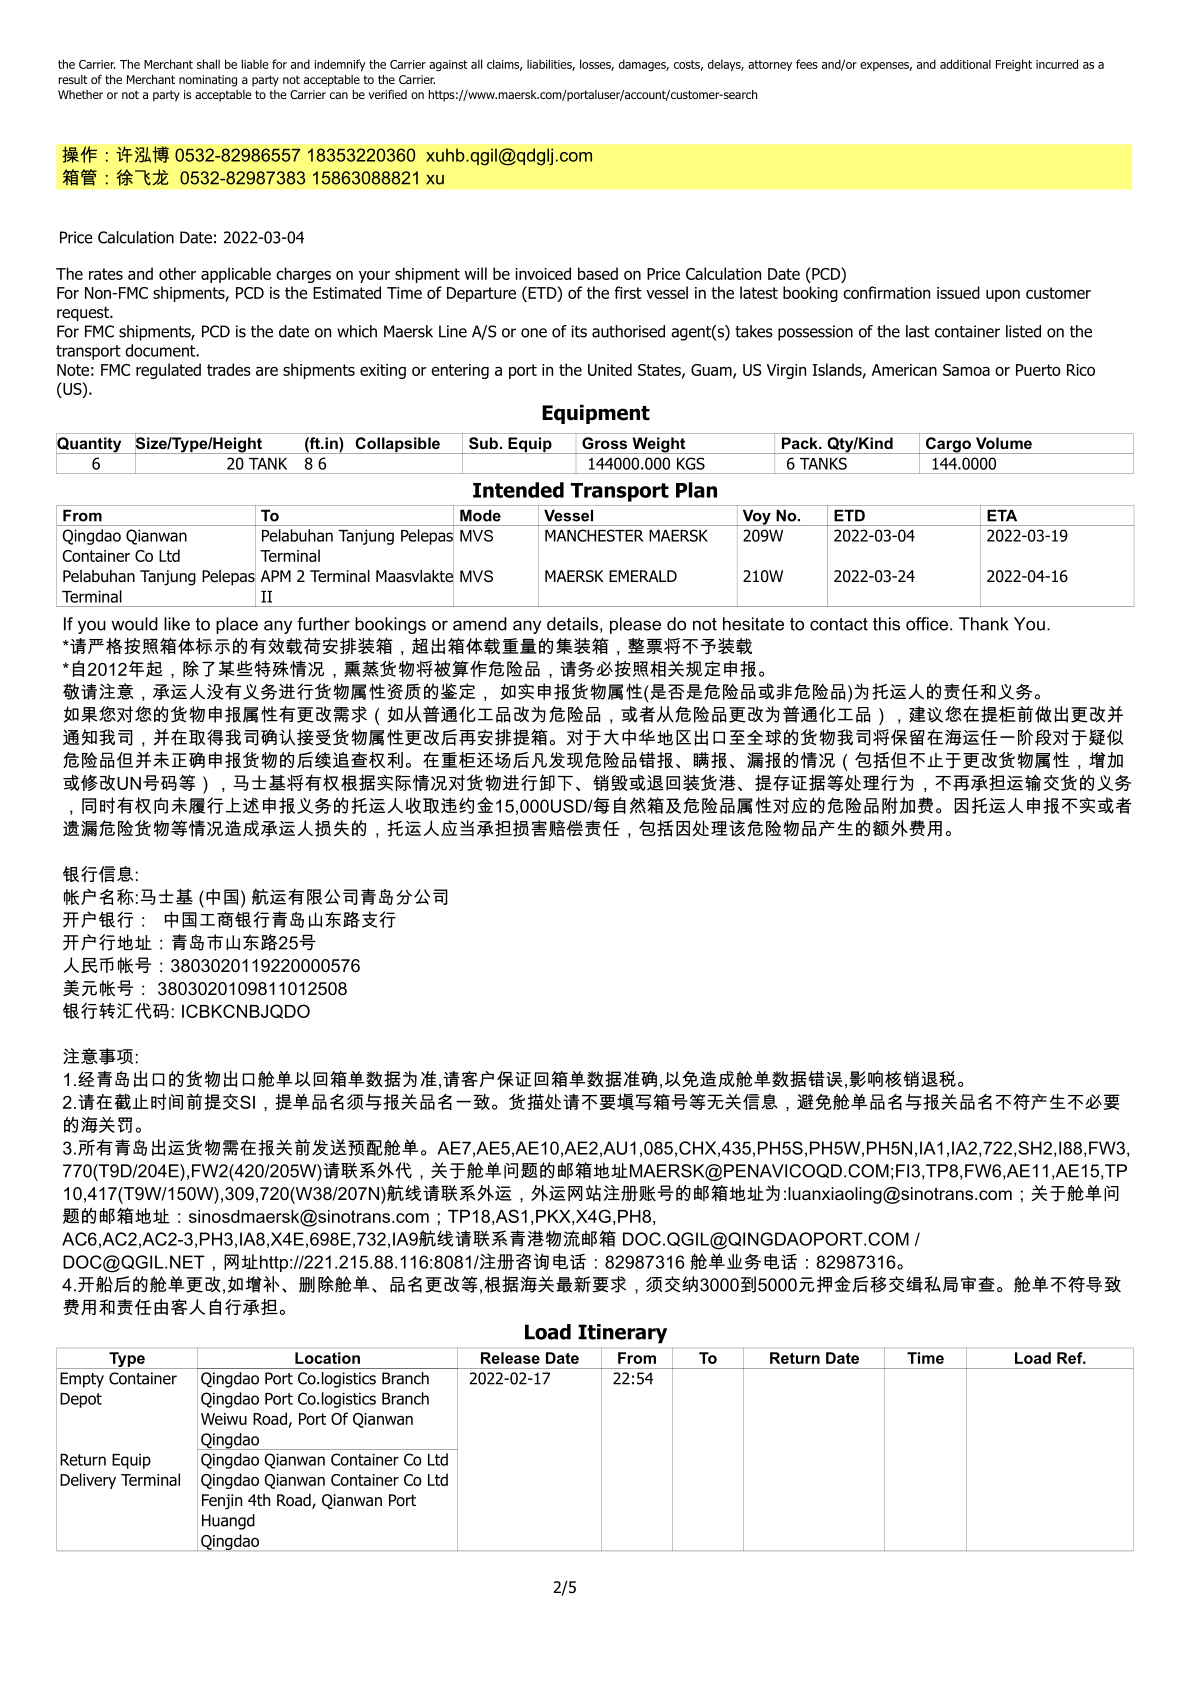 the Carrier. The Merchant shall be liable for and indemnify the Carrier against all claims, liabilities, losses, damages, costs, delays, attorney fees and/or expenses, and additional Freight incurred as a
result of the Merchant nominating a party not acceptable to the Carrier.
Whether or not a party is acceptable to the Carrier can be verified on https://www.maersk.com/portaluser/account/customer-search
操作：许泓博 0532-82986557 18353220360 xuhb.qgil@qdglj.com
箱管：徐飞龙 0532-82987383 15863088821 xu
Price Calculation Date: 2022-03-04
The rates and other applicable charges on your shipment will be invoiced based on Price Calculation Date (PCD)
For Non-FMC shipments, PCD is the Estimated Time of Departure (ETD) of the first vessel in the latest booking confirmation issued upon customer
request.
For FMC shipments, PCD is the date on which Maersk Line A/S or one of its authorised agent(s) takes possession of the last container listed on the
transport document.
Note: FMC regulated trades are shipments exiting or entering a port in the United States, Guam, US Virgin Islands, American Samoa or Puerto Rico
(US).
Equipment
Quantity Size/Type/Height (ft.in) Collapsible Sub. Equip Gross Weight Pack. Qty/Kind Cargo Volume
6 20 TANK 8 6 144000.000 KGS 6 TANKS 144.0000
Intended Transport Plan
From To Mode Vessel Voy No. ETD ETA
Qingdao Qianwan Pelabuhan Tanjung Pelepas MVS MANCHESTER MAERSK 209W 2022-03-04 2022-03-19
Container Co Ltd Terminal
Pelabuhan Tanjung Pelepas APM 2 Terminal Maasvlakte MVS MAERSK EMERALD 210W 2022-03-24 2022-04-16
Terminal II
If you would like to place any further bookings or amend any details, please do not hesitate to contact this office. Thank You.
*请严格按照箱体标示的有效载荷安排装箱，超出箱体载重量的集装箱，整票将不予装载
*自2012年起，除了某些特殊情况，熏蒸货物将被算作危险品，请务必按照相关规定申报。
敬请注意，承运人没有义务进行货物属性资质的鉴定， 如实申报货物属性(是否是危险品或非危险品)为托运人的责任和义务。
如果您对您的货物申报属性有更改需求（如从普通化工品改为危险品，或者从危险品更改为普通化工品），建议您在提柜前做出更改并
通知我司，并在取得我司确认接受货物属性更改后再安排提箱。对于大中华地区出口至全球的货物我司将保留在海运任一阶段对于疑似
危险品但并未正确申报货物的后续追查权利。在重柜还场后凡发现危险品错报、瞒报、漏报的情况（包括但不止于更改货物属性，增加
或修改UN号码等），马士基将有权根据实际情况对货物进行卸下、销毁或退回装货港、提存证据等处理行为，不再承担运输交货的义务
，同时有权向未履行上述申报义务的托运人收取违约金15,000USD/每自然箱及危险品属性对应的危险品附加费。因托运人申报不实或者
遗漏危险货物等情况造成承运人损失的，托运人应当承担损害赔偿责任，包括因处理该危险物品产生的额外费用。
银行信息:
帐户名称:马士基 (中国) 航运有限公司青岛分公司
开户银行： 中国工商银行青岛山东路支行
开户行地址：青岛市山东路25号
人民币帐号：3803020119220000576
美元帐号： 3803020109811012508
银行转汇代码: ICBKCNBJQDO
注意事项:
1.经青岛出口的货物出口舱单以回箱单数据为准,请客户保证回箱单数据准确,以免造成舱单数据错误,影响核销退税。
2.请在截止时间前提交SI，提单品名须与报关品名一致。货描处请不要填写箱号等无关信息，避免舱单品名与报关品名不符产生不必要
的海关罚。
3.所有青岛出运货物需在报关前发送预配舱单。AE7,AE5,AE10,AE2,AU1,085,CHX,435,PH5S,PH5W,PH5N,IA1,IA2,722,SH2,I88,FW3,
770(T9D/204E),FW2(420/205W)请联系外代，关于舱单问题的邮箱地址MAERSK@PENAVICOQD.COM;FI3,TP8,FW6,AE11,AE15,TP
10,417(T9W/150W),309,720(W38/207N)航线请联系外运，外运网站注册账号的邮箱地址为:luanxiaoling@sinotrans.com；关于舱单问
题的邮箱地址：sinosdmaersk@sinotrans.com；TP18,AS1,PKX,X4G,PH8,
AC6,AC2,AC2-3,PH3,IA8,X4E,698E,732,IA9航线请联系青港物流邮箱 DOC.QGIL@QINGDAOPORT.COM /
DOC@QGIL.NET，网址http://221.215.88.116:8081/注册咨询电话：82987316 舱单业务电话：82987316。
4.开船后的舱单更改,如增补、删除舱单、品名更改等,根据海关最新要求，须交纳3000到5000元押金后移交缉私局审查。舱单不符导致
费用和责任由客人自行承担。
Load Itinerary
Type Location Release Date From To Return Date Time Load Ref.
Empty Container Qingdao Port Co.logistics Branch 2022-02-17 22:54
Depot Qingdao Port Co.logistics Branch
Weiwu Road, Port Of Qianwan
Qingdao
Return Equip Qingdao Qianwan Container Co Ltd
Delivery Terminal Qingdao Qianwan Container Co Ltd
Fenjin 4th Road, Qianwan Port
Huangd
Qingdao
2/5